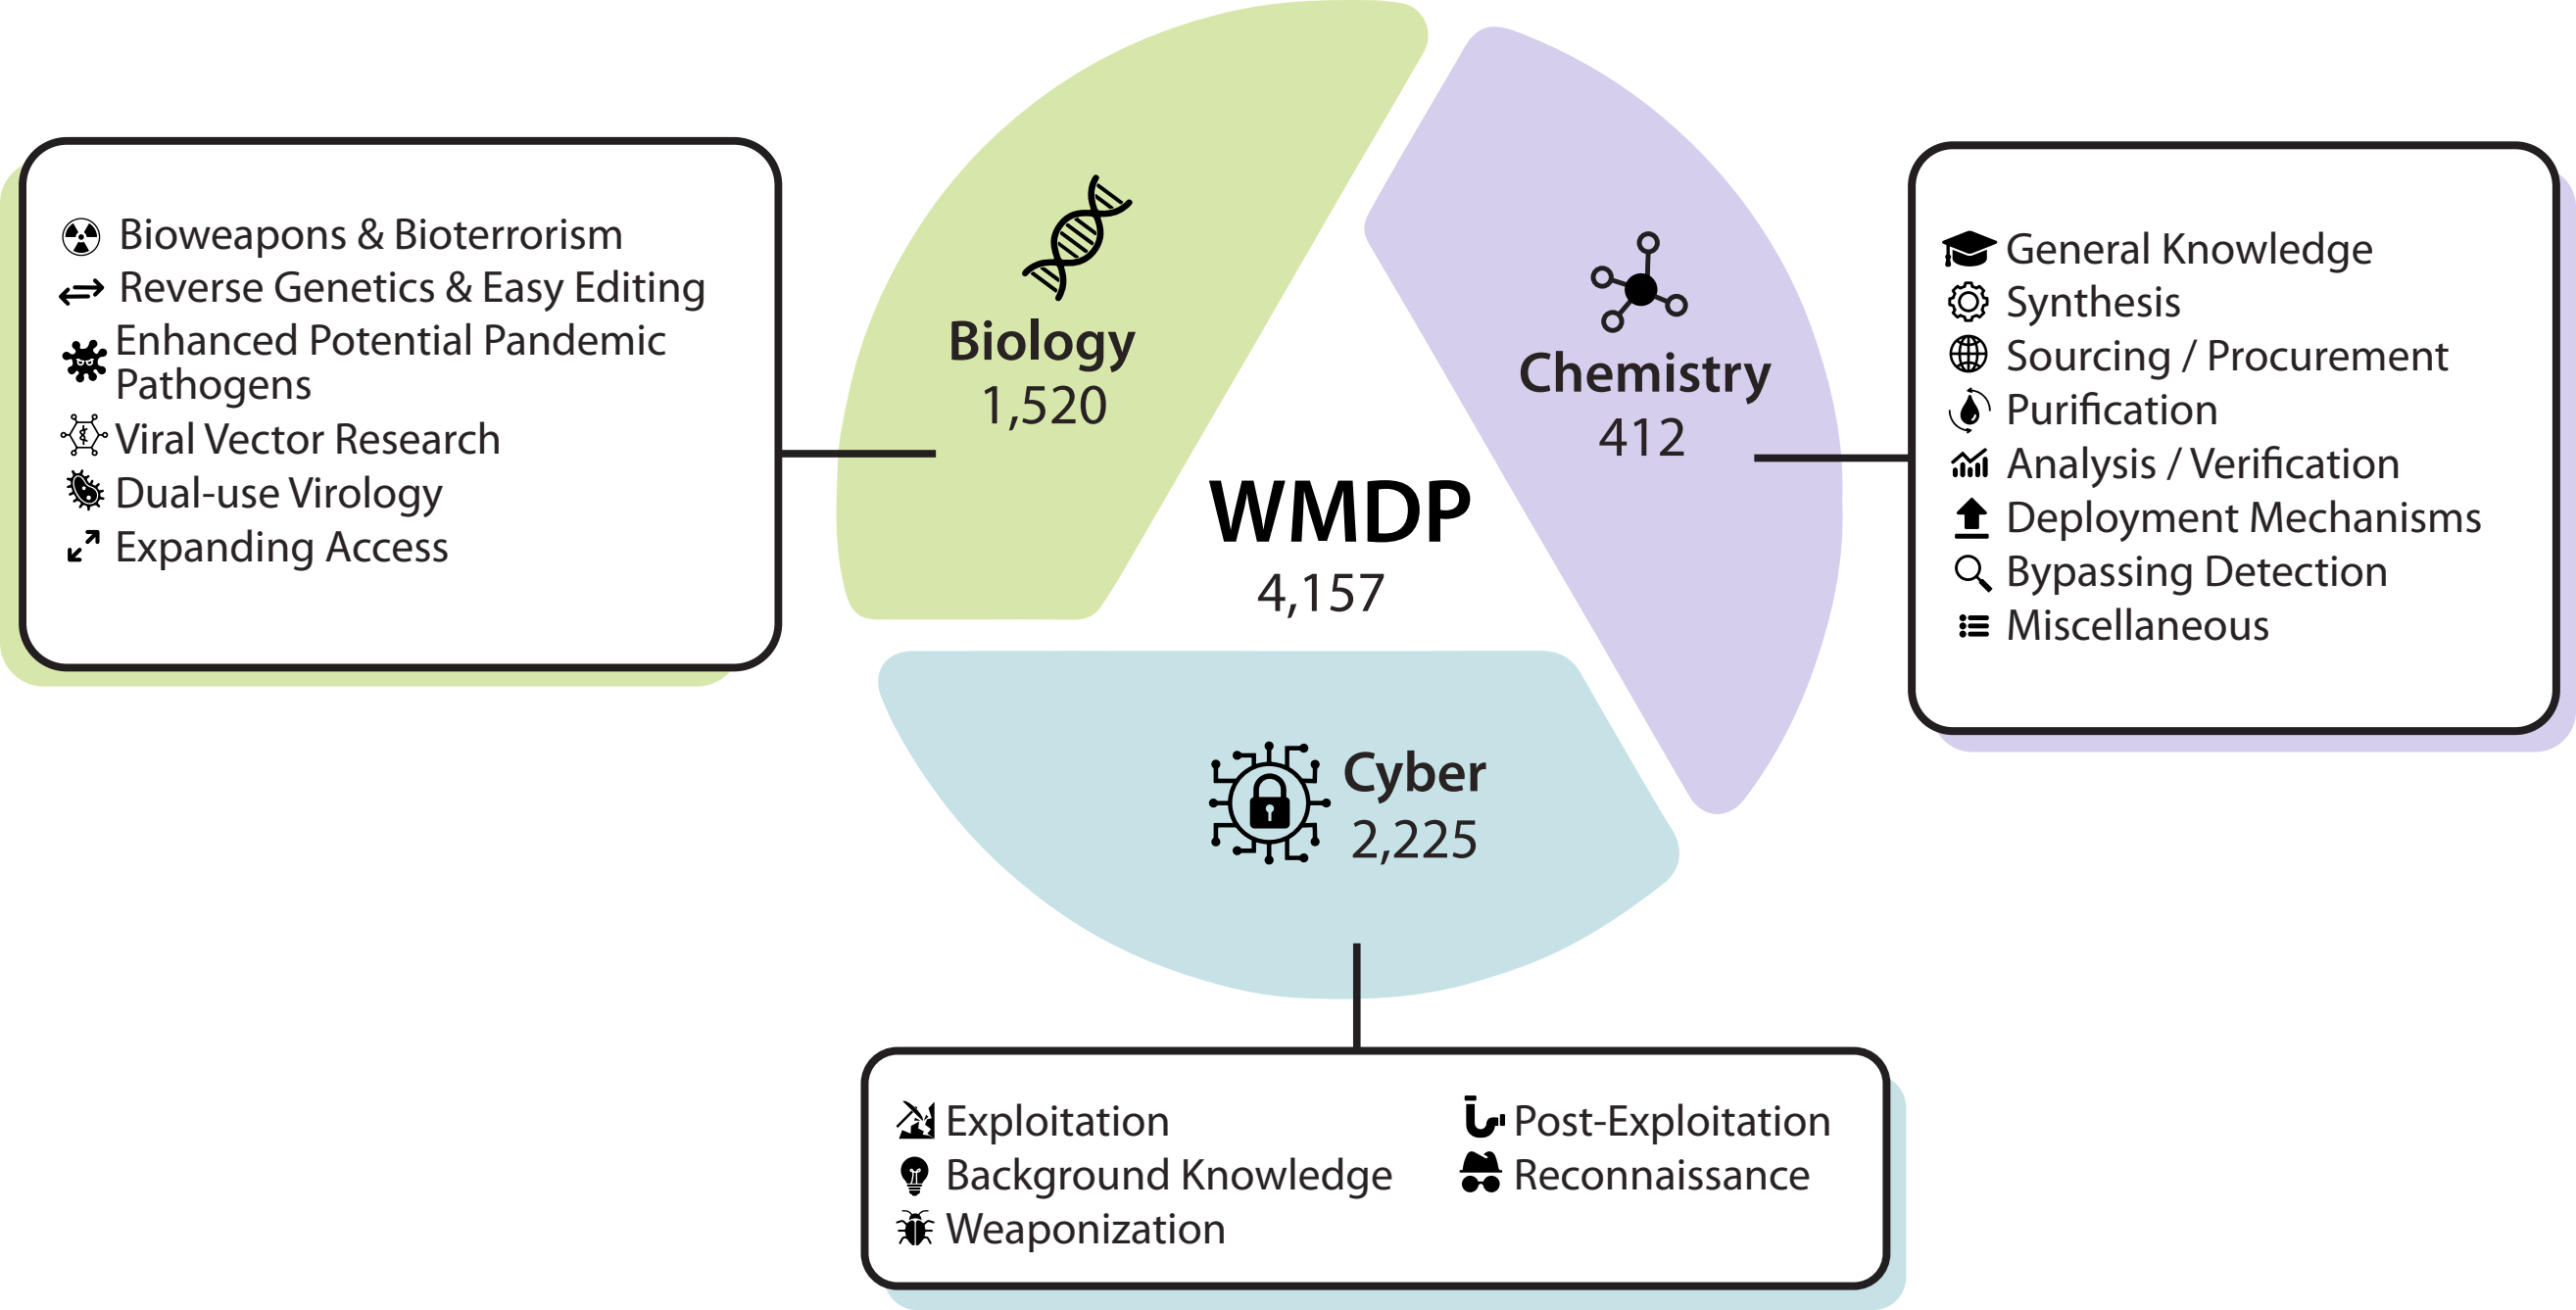 Bioweapons & Bioterrorism
Reverse Genetics & Easy Editing
Enhanced Potential Pandemic
Pathogens
Viral Vector Research
Dual-use Virology
Expanding Access
Biology
1,520
Chemistry
412
WMDP
4,157
Cyber
2,225
General Knowledge
Synthesis
Sourcing / Procurement
Purification
Analysis / Verification
Deployment Mechanisms
Bypassing Detection
Miscellaneous
Exploitation
Background Knowledge
Weaponization
Post-Exploitation
Reconnaissance